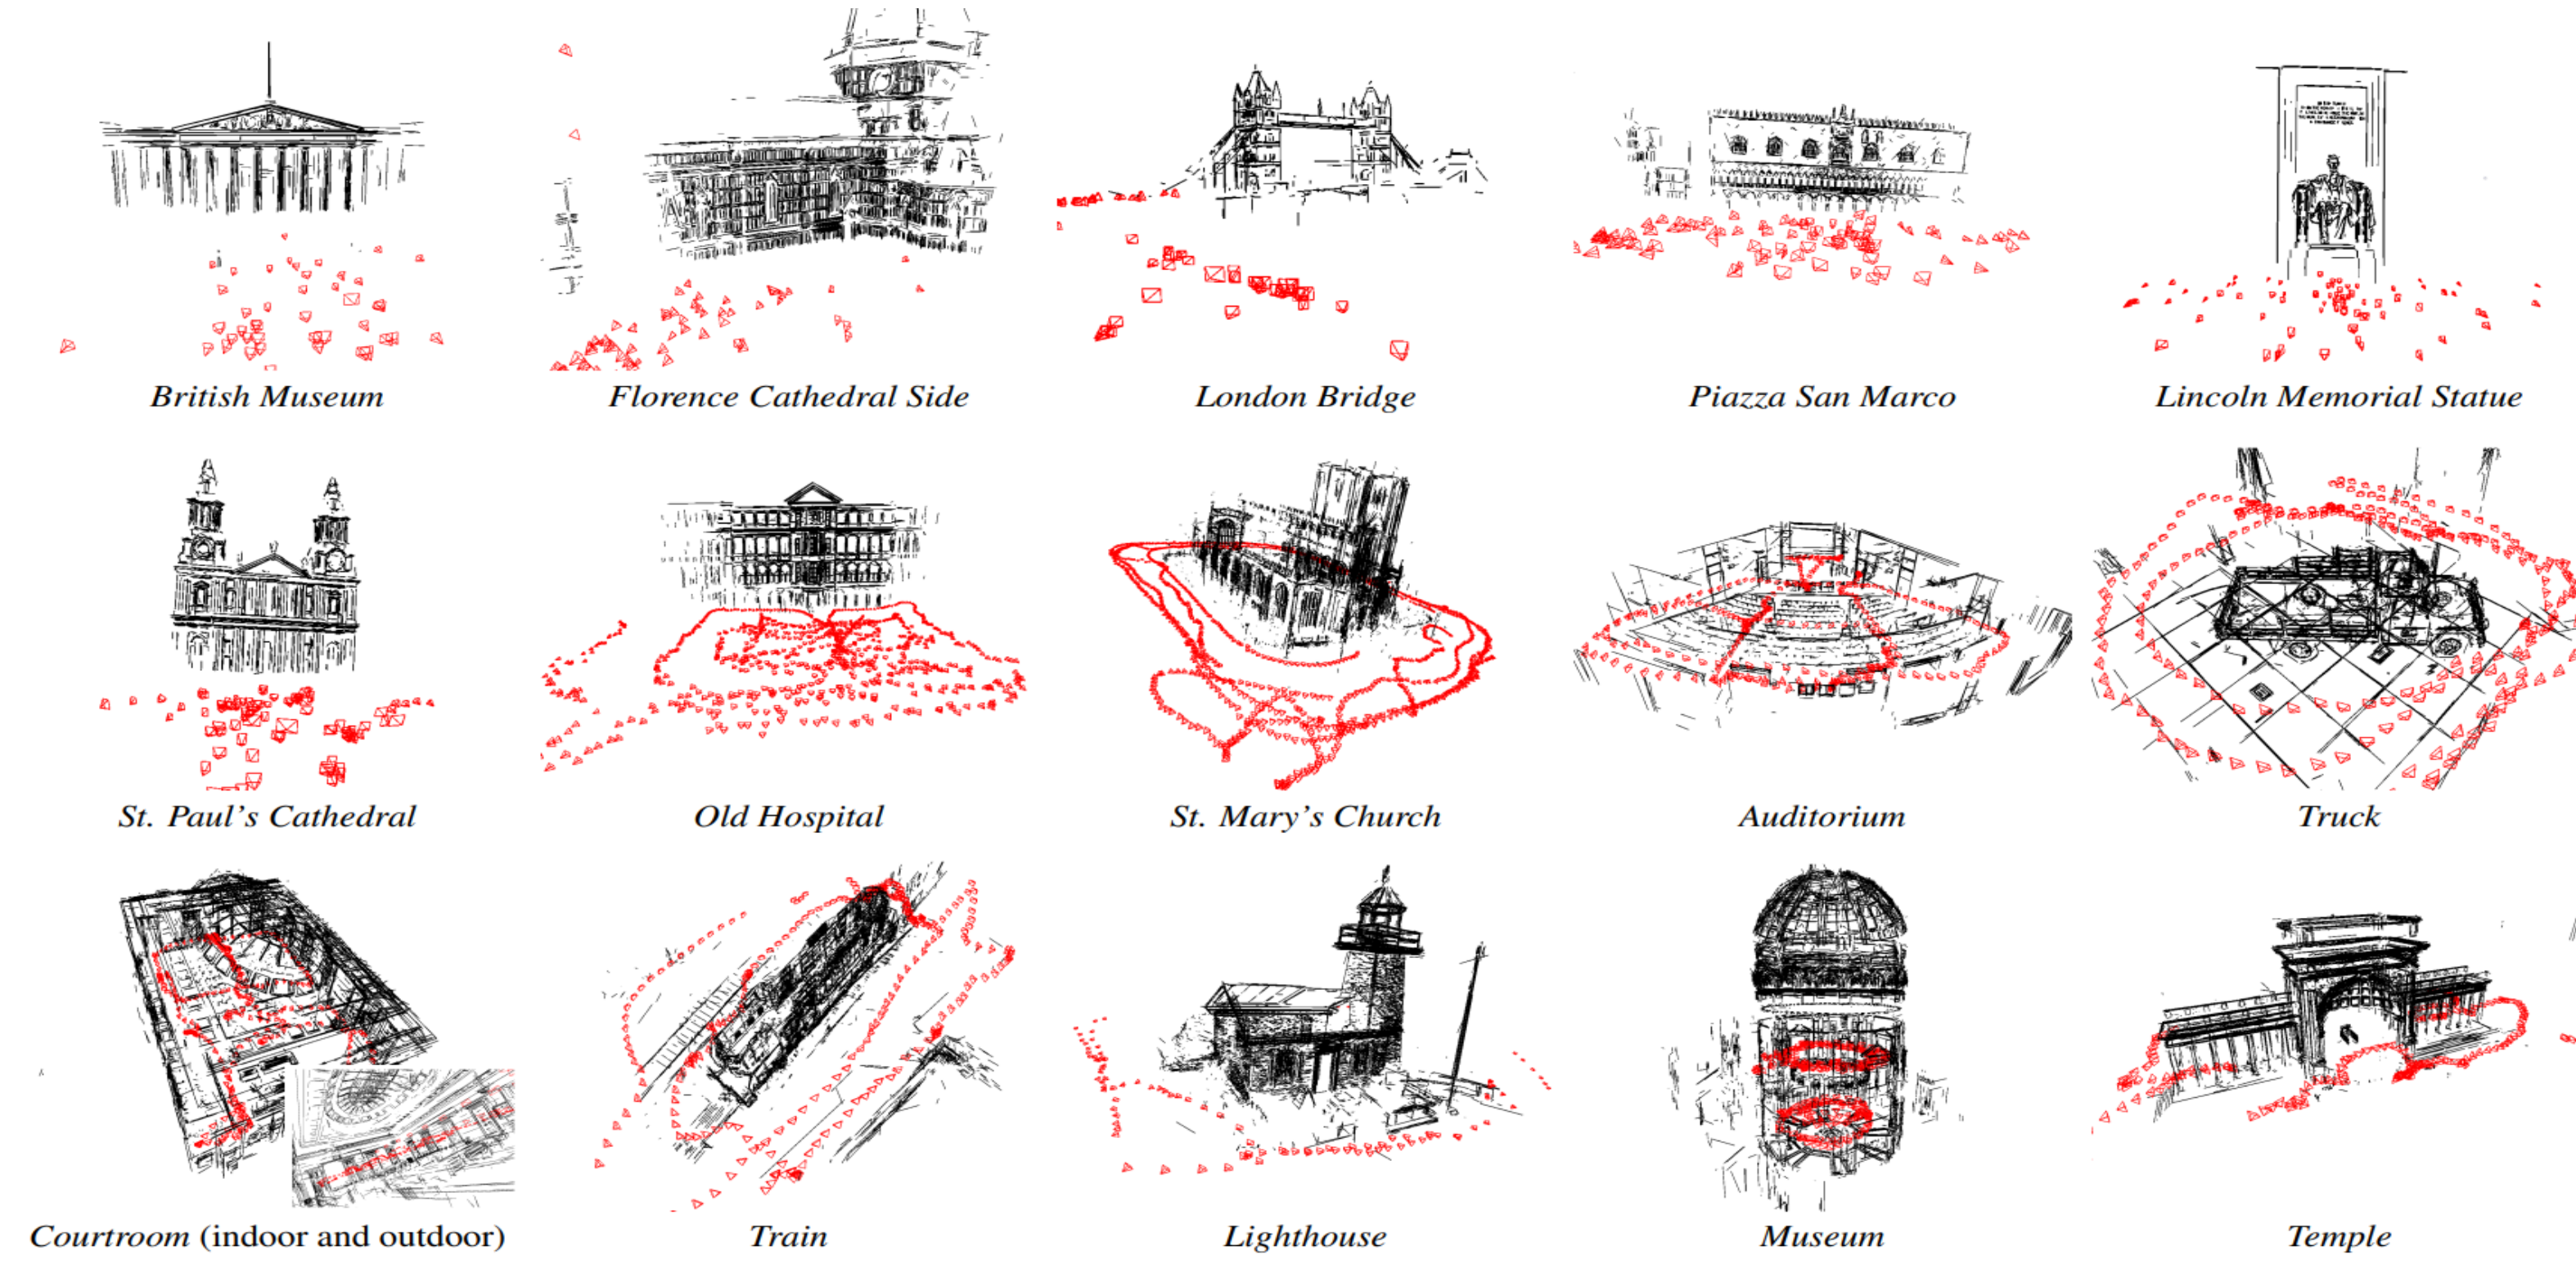 British Museum
Florence Cathedral Side
London Bridge
Piazza San Marco
Lincoln Memorial Statue
St. Paul's Cathedral
Old Hospital
St. Mary's Church
Auditorium
Truck
Courtroom (indoor and outdoor)
Train
Lighthouse
Museum
Temple